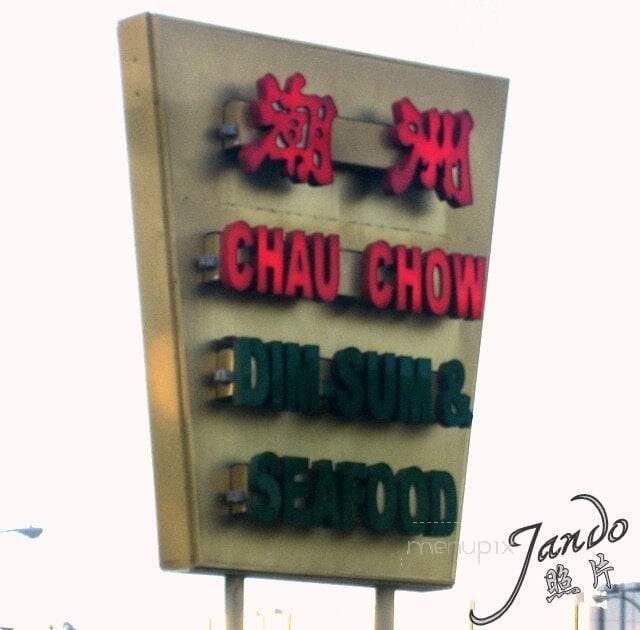 潮 州
CHAU CHOW
DIM SUM &
SEAFOOD
menupix
Jando
照片